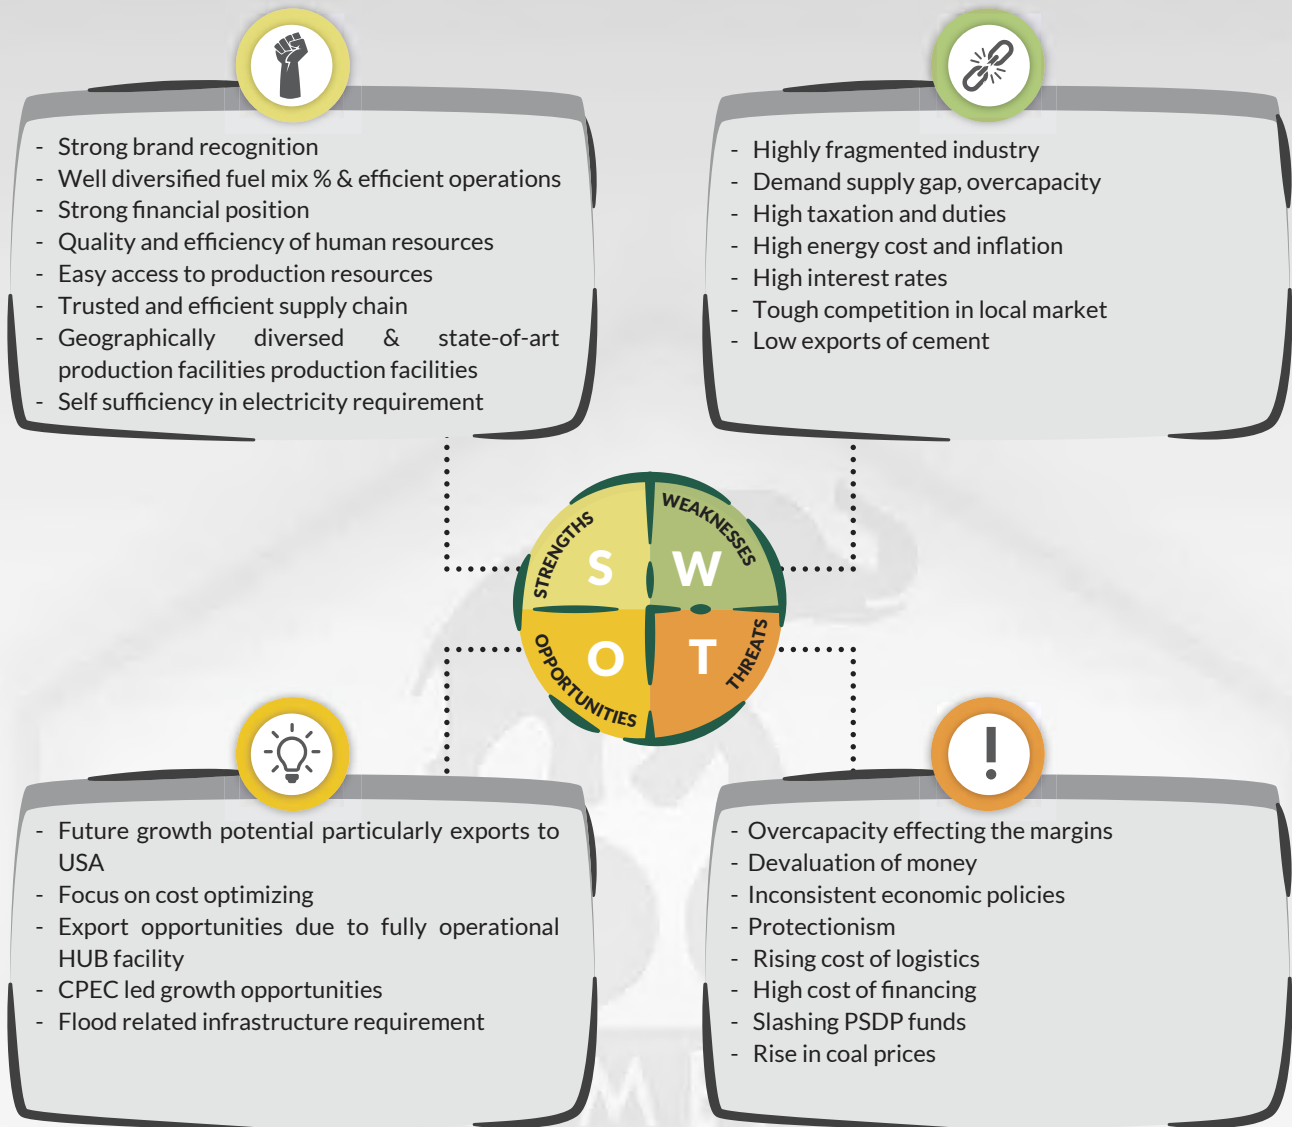 - Strong brand recognition
- Well diversified fuel mix % & efficient operations
- Strong financial position
- Quality and efficiency of human resources
- Easy access to production resources
- Trusted and efficient supply chain
- Geographically diversed & state-of-art
production facilities production facilities
- Self sufficiency in electricity requirement
- Highly fragmented industry
- Demand supply gap, overcapacity
- High taxation and duties
- High energy cost and inflation
- High interest rates
- Tough competition in local market
- Low exports of cement
STRENGTHS
S
WEAKNESSES
W
OPPORTUNITIES
O
THREATS
T
- Future growth potential particularly exports to
USA
- Focus on cost optimizing
- Export opportunities due to fully operational
HUB facility
- CPEC led growth opportunities
- Flood related infrastructure requirement
!
- Overcapacity effecting the margins
- Devaluation of money
- Inconsistent economic policies
- Protectionism
- Rising cost of logistics
- High cost of financing
- Slashing PSDP funds
- Rise in coal prices